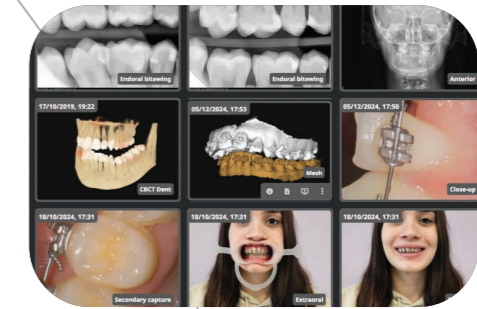 Endoral bitewing
Endoral bitewing
Anterior
17/10/2019, 19:22
05/12/2024, 17:53
05/12/2024, 17:50
CBCT Dent
Mesh
Close-up
18/10/2024, 17:31
18/10/2024, 17:31
18/10/2024, 17:31
Secondary capture
Extraoral